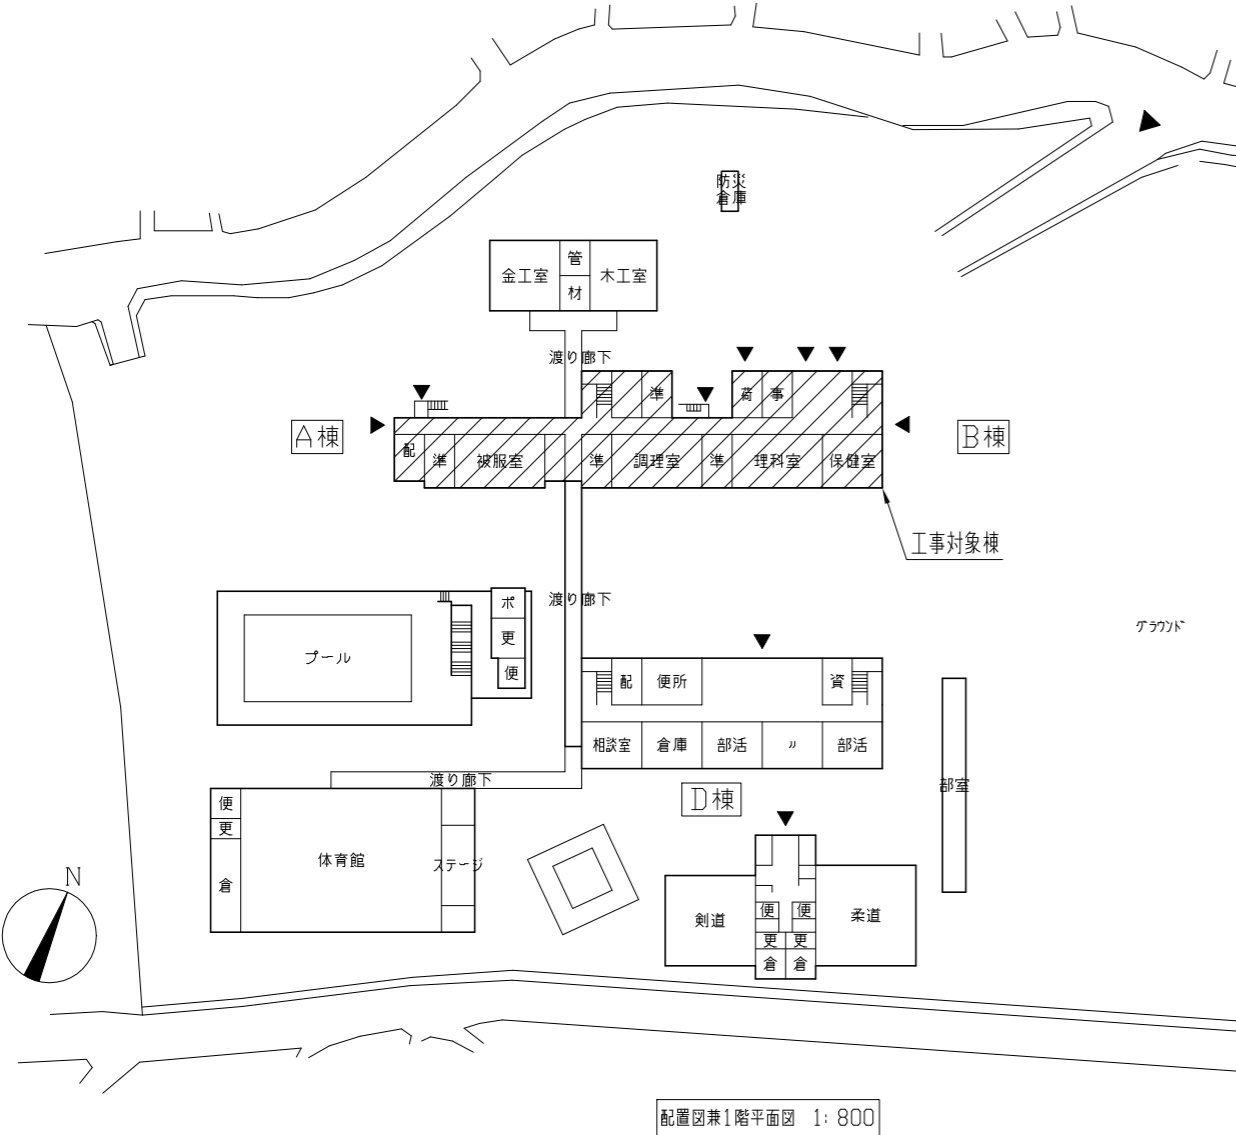 防災
倉庫
金工室
管
材
木工室
渡り廊下
準
荷
事
A棟
B棟
配
準
被服室
準
調理室
準
理科室
保健室
工事対象棟
渡り廊下
ポ
更
便
プール
グラウンド
配
便所
資
相談室
倉庫
部活
〃
部活
渡り廊下
D棟
部室
便
更
倉
体育館
ステージ
N
剣道
便
便
柔道
更
更
倉
倉
配置図兼1階平面図 1:800